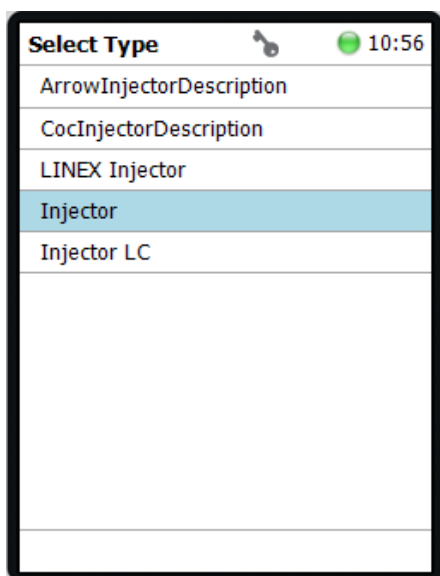 Select Type 10:56
ArrowInjectorDescription
CocInjectorDescription
LINEX Injector
Injector
Injector LC